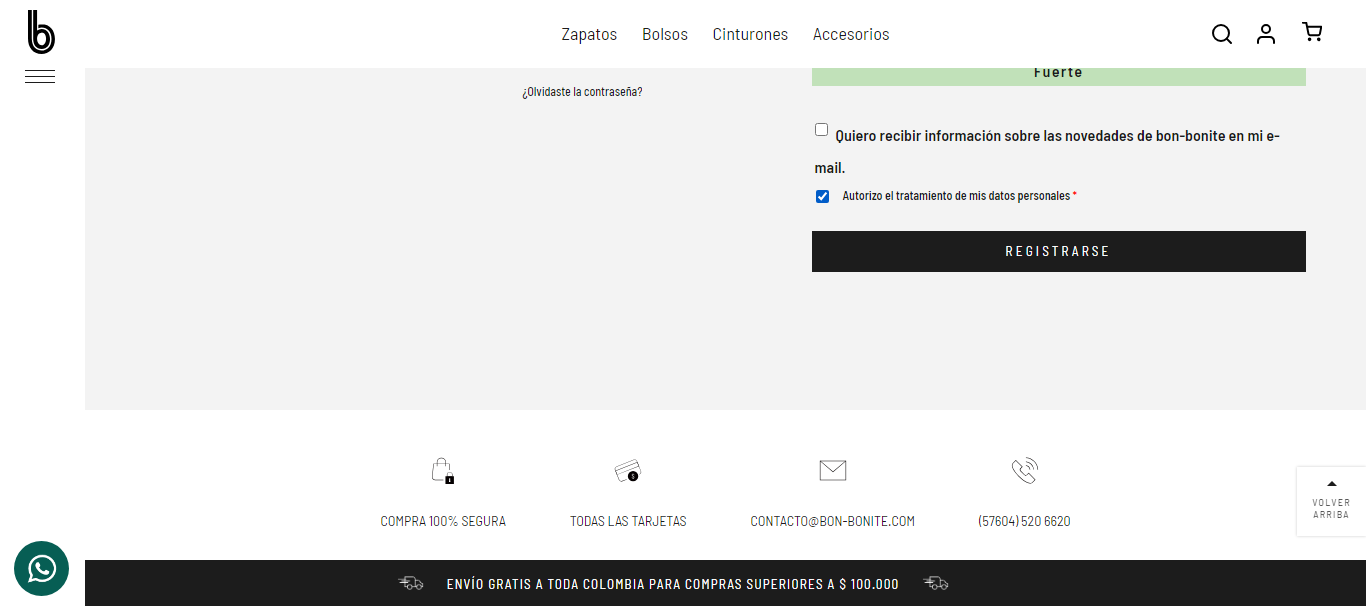 b
Zapatos Bolsos Cinturones Accesorios
Fuerte
¿Olvidaste la contraseña?
Quiero recibir información sobre las novedades de bon-bonite en mi e-
mail.
Autorizo el tratamiento de mis datos personales *
REGISTRARSE
COMPRA 100% SEGURA TODAS LAS TARJETAS CONTACTO@BON-BONITE.COM (57604) 520 6620
VOLVER
ARRIBA
ENVÍO GRATIS A TODA COLOMBIA PARA COMPRAS SUPERIORES A $ 100.000